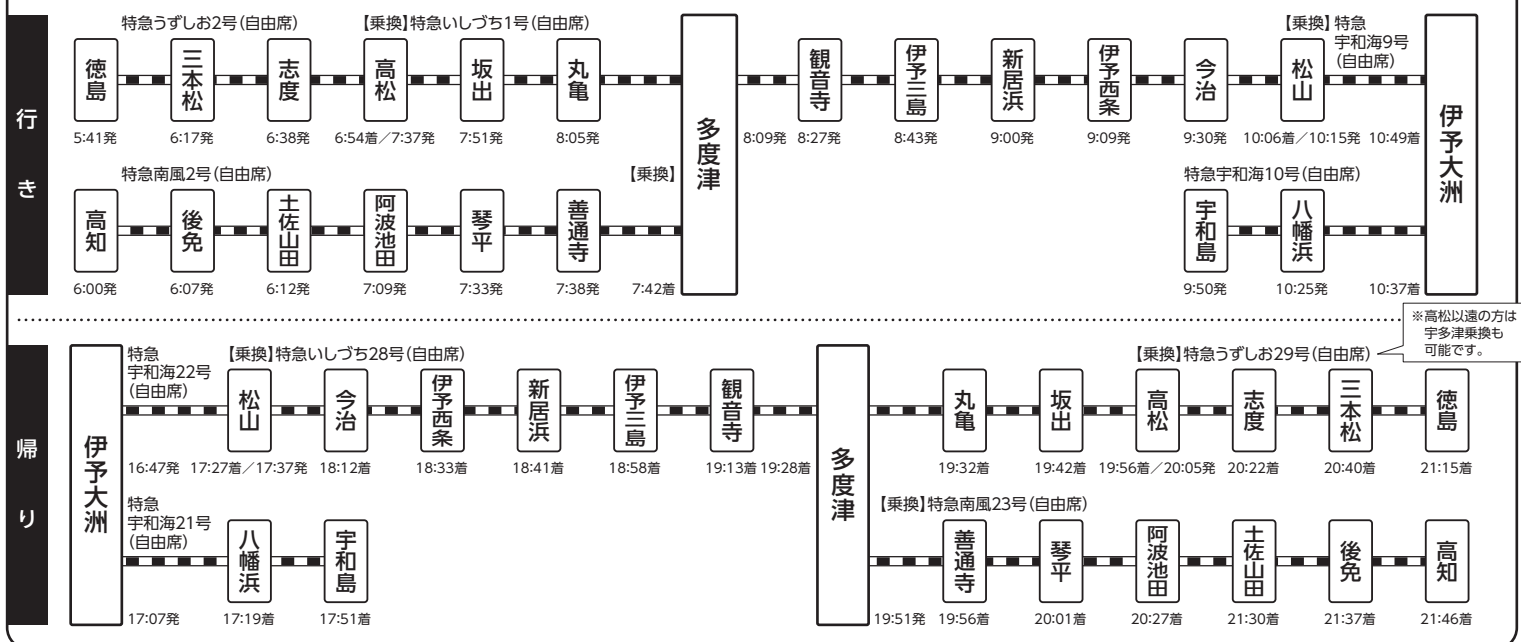 行き
特急うずしお2号(自由席)
【乗換】特急いしづち1号(自由席)
【乗換】特急
宇和海9号
(自由席)
徳島
三本松
志度
高松
坂出
丸亀
多度津
観音寺
伊予三島
新居浜
伊予西条
今治
松山
伊予大洲
5:41発
6:17発
6:38発
6:54着/7:37発
7:51発
8:05発
8:09発
8:27発
8:43発
9:00発
9:09発
9:30発
10:06着/10:15発
10:49着
特急南風2号(自由席)
【乗換】
特急宇和海10号(自由席)
高知
後免
土佐山田
阿波池田
琴平
善通寺
宇和島
八幡浜
6:00発
6:07発
6:12発
7:09発
7:33発
7:38発
7:42着
9:50発
10:25発
10:37着
※高松以遠の方は
宇多津乗換も
可能です。
帰り
伊予大洲
特急
宇和海22号
(自由席)
【乗換】特急いしづち28号(自由席)
【乗換】特急うずしお29号(自由席)
松山
今治
伊予西条
新居浜
伊予三島
観音寺
多度津
丸亀
坂出
高松
志度
三本松
徳島
16:47発
17:27着/17:37発
18:12着
18:33着
18:41着
18:58着
19:13着
19:28着
19:32着
19:42着
19:56着/20:05発
20:22着
20:40着
21:15着
特急
宇和海21号
(自由席)
【乗換】特急南風23号(自由席)
八幡浜
宇和島
善通寺
琴平
阿波池田
土佐山田
後免
高知
17:07発
17:19着
17:51着
19:51発
19:56着
20:01着
20:27着
21:30着
21:37着
21:46着